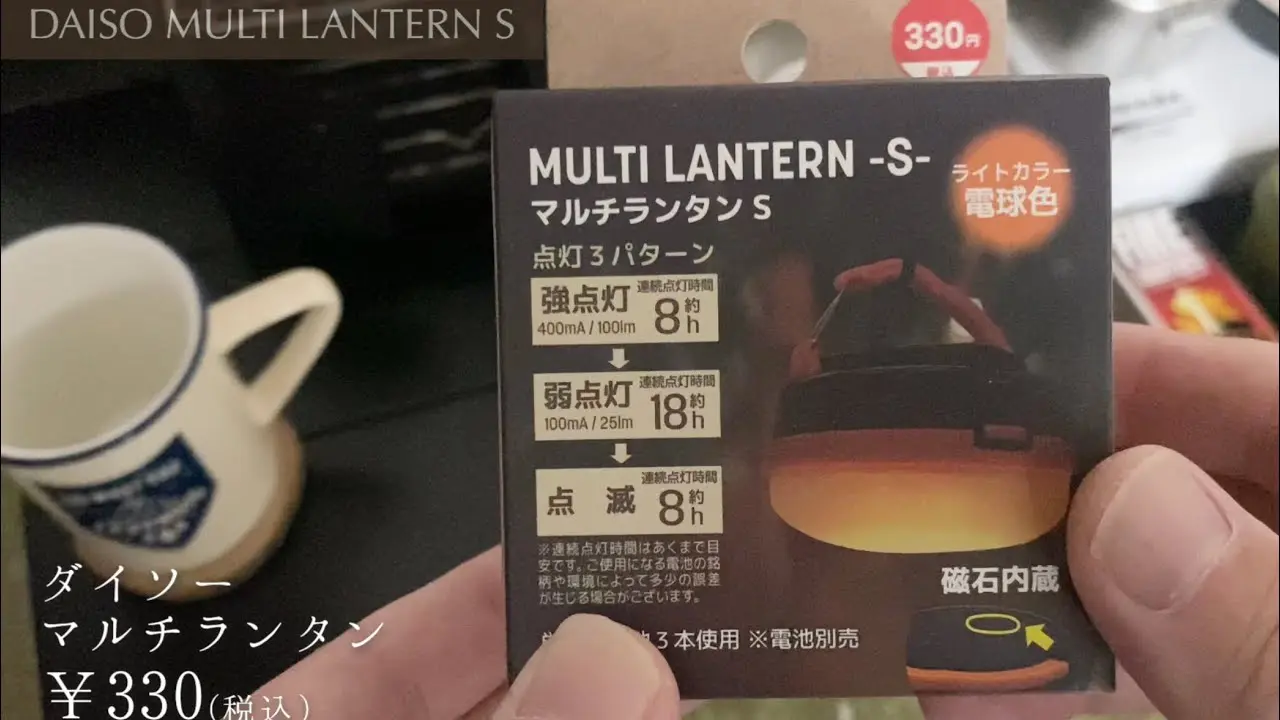 DAISO MULTI LANTERN S
330円
税込
MULTI LANTERN -S-
マルチランタン S
ライトカラー
電球色
点灯3パターン
強点灯
400mA / 100lm
連続点灯時間
約8h
弱点灯
100mA / 25lm
連続点灯時間
約18h
点 滅
連続点灯時間
約8h
※連続点灯時間はあくまで目
安です。ご使用になる電池の銘
柄や環境によって多少の誤差
が生じる場合がございます。
磁石内蔵
3本使用 ※電池別売
ダイソー
マルチランタン
¥330(税込)